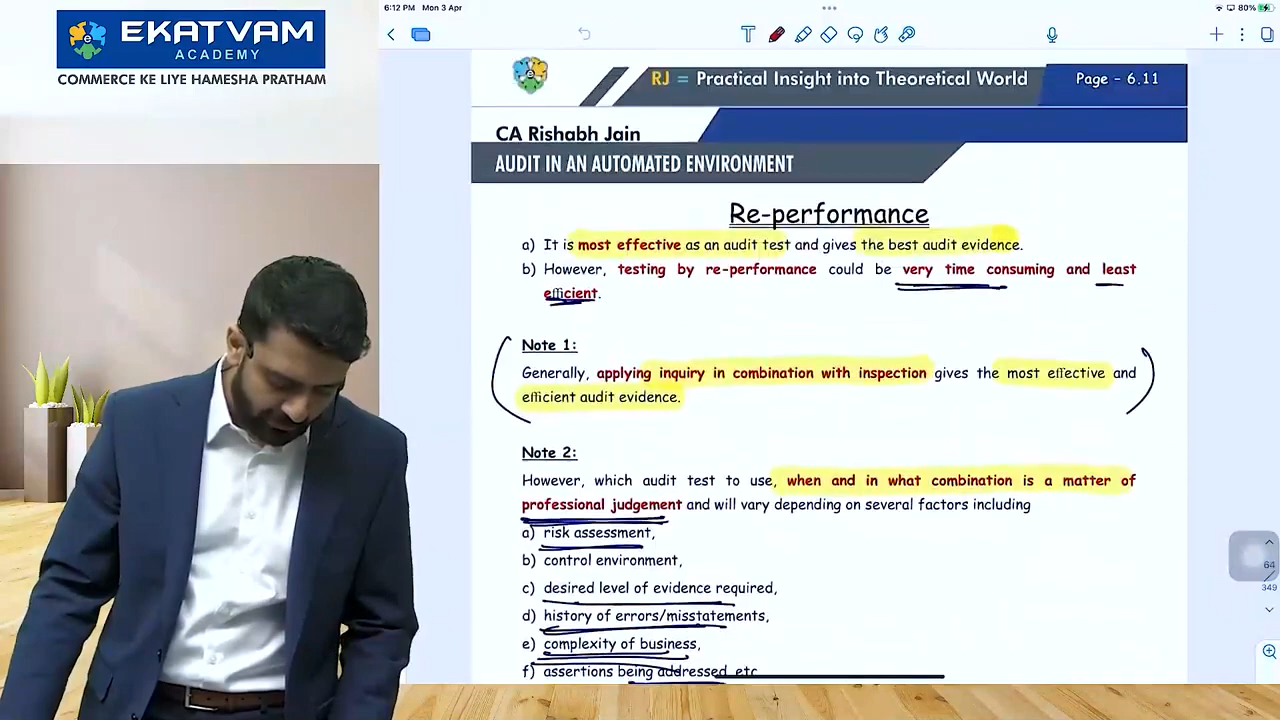 EKATVAM
ACADEMY
COMMERCE KE LIYE HAMESHA PRATHAM
6:12 PM Mon 3 Apr
80%
RJ = Practical Insight into Theoretical World
Page - 6.11
CA Rishabh Jain
AUDIT IN AN AUTOMATED ENVIRONMENT
Re-performance
a) It is most effective as an audit test and gives the best audit evidence.
b) However, testing by re-performance could be very time consuming and least
efficient.
Note 1:
Generally, applying inquiry in combination with inspection gives the most effective and
efficient audit evidence.
Note 2:
However, which audit test to use, when and in what combination is a matter of
professional judgement and will vary depending on several factors including
a) risk assessment,
b) control environment,
c) desired level of evidence required,
d) history of errors/misstatements,
e) complexity of business,
f) assertions being addressed etc
64
349